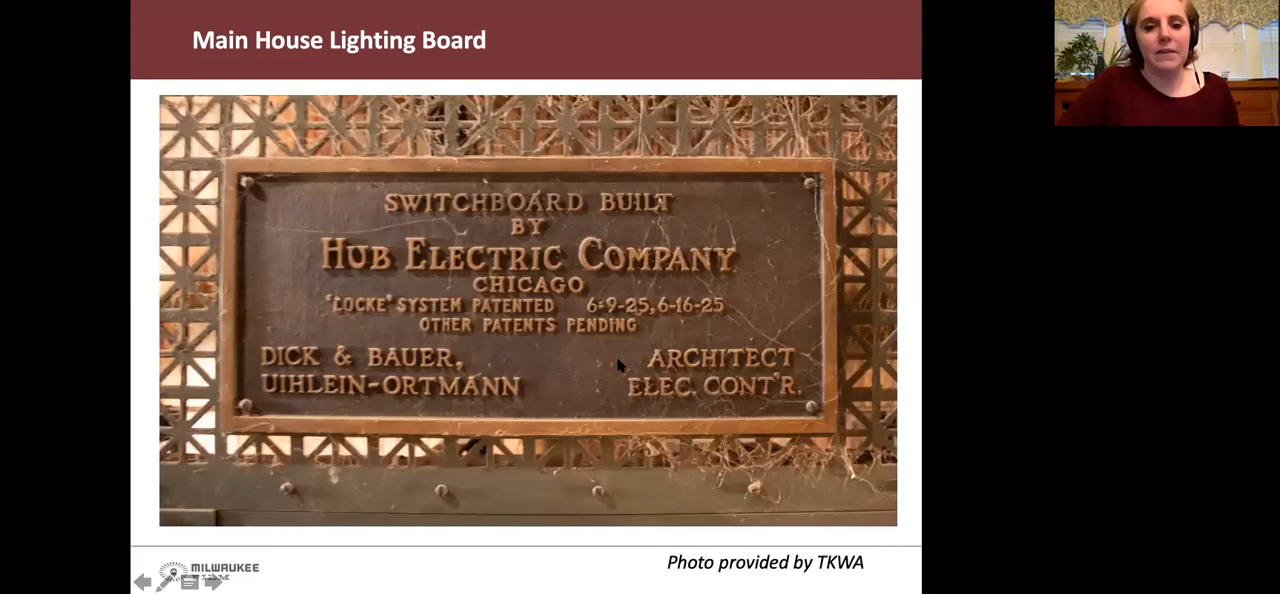 Main House Lighting Board
SWITCHBOARD BUILT
BY
HUB ELECTRIC COMPANY
CHICAGO
"LOCKE" SYSTEM PATENTED 6-9-25, 6-16-25
OTHER PATENTS PENDING
DICK & BAUER, ARCHITECT
UIHLEIN-ORTMANN ELEC. CONT'R.
Photo provided by TKWA
MILWAUKEE
FILM